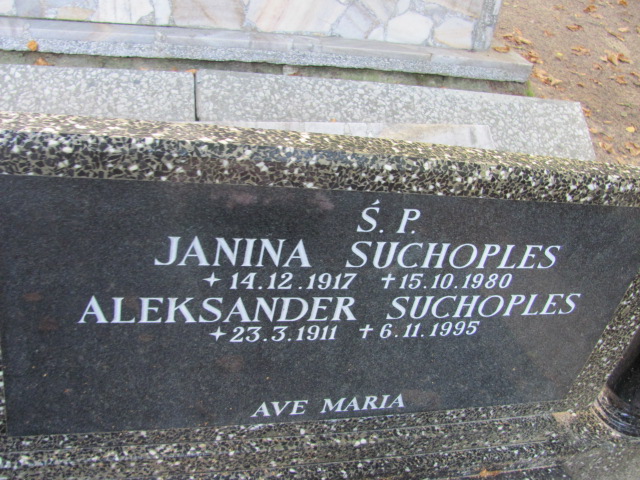 Ś. P.
JANINA SUCHOPLES
✦ 14.12.1917 ✝ 15.10.1980
ALEKSANDER SUCHOPLES
✦ 23.3.1911 ✝ 6.11.1995
AVE MARIA